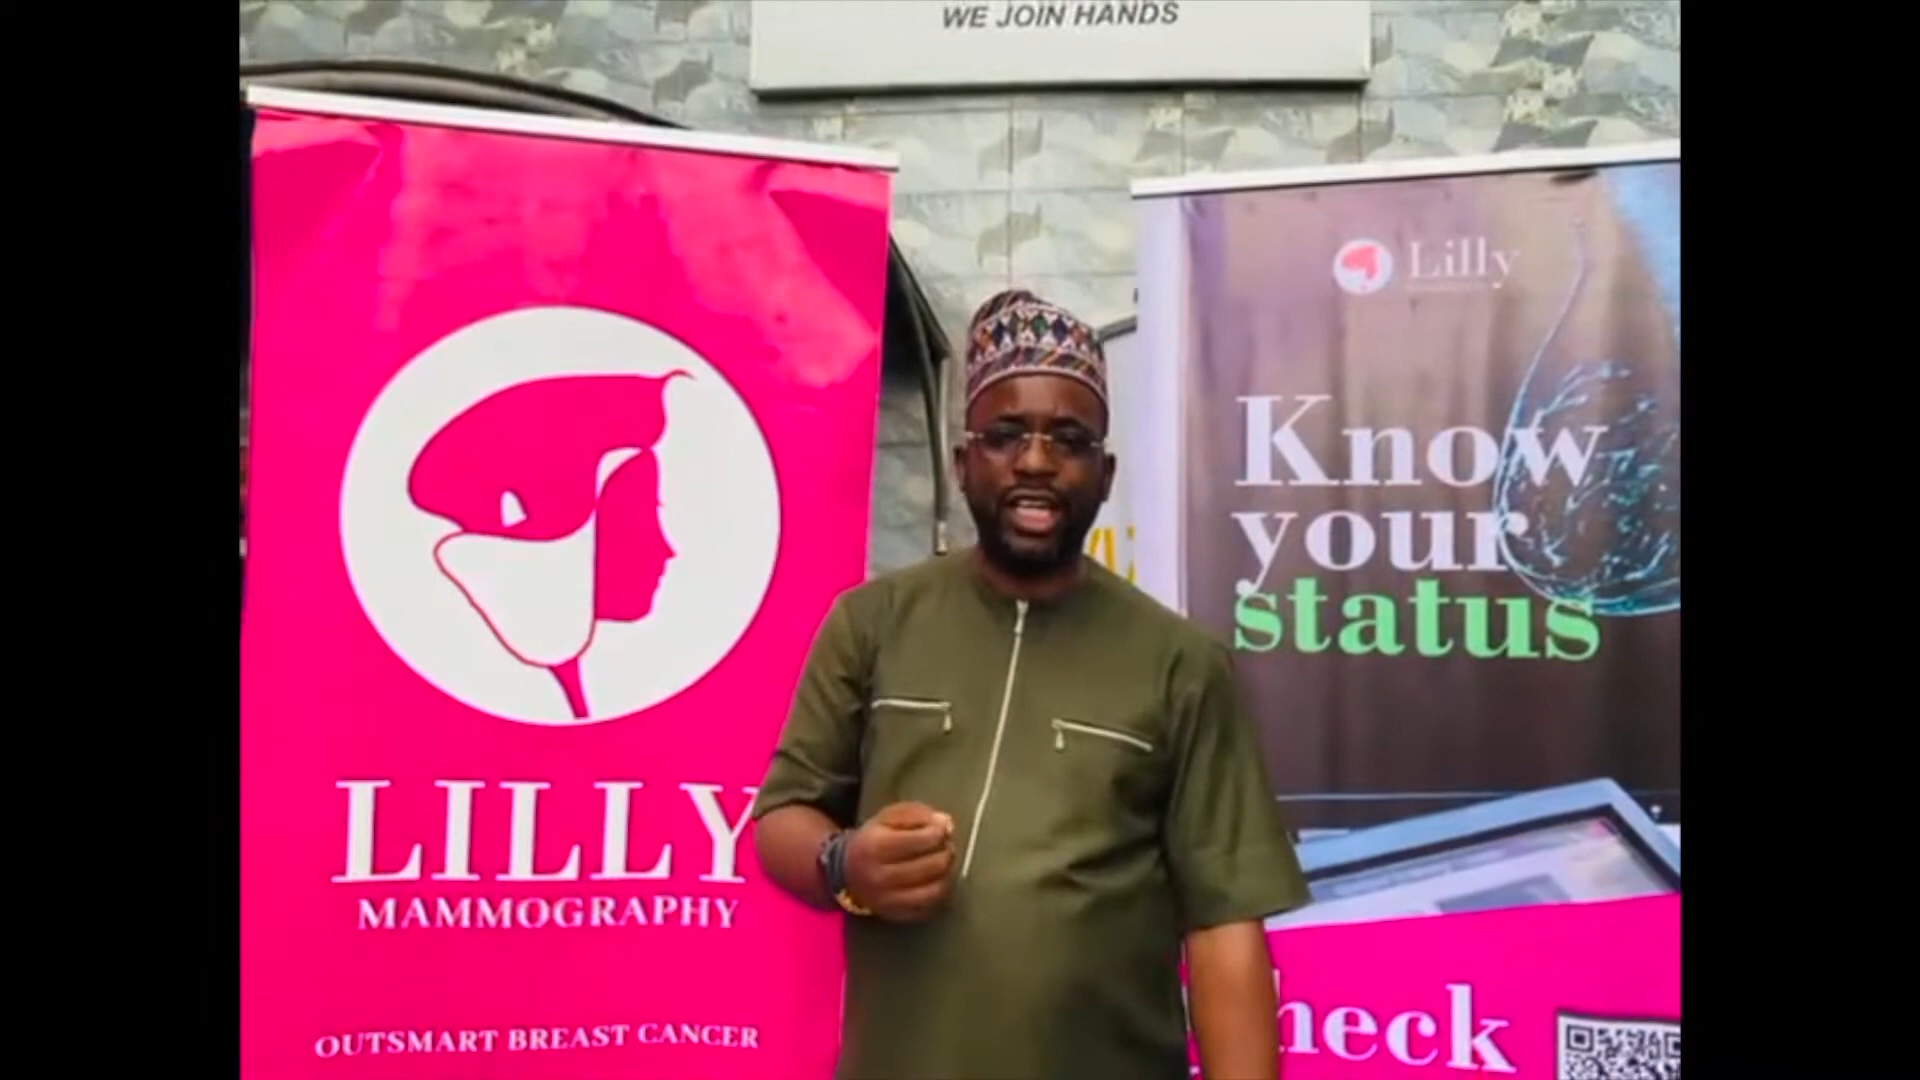 WE JOIN HANDS
LILLY
MAMMOGRAPHY
OUTSMART BREAST CANCER
Lilly
Know
your
status
heck